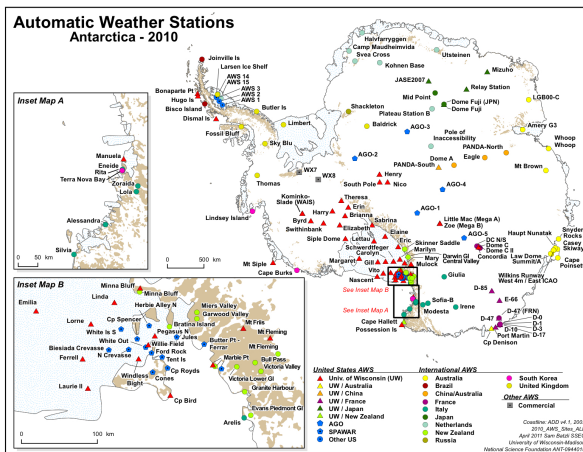 Automatic Weather Stations
Antarctica - 2010
Joinville Is
Larsen Ice Shelf
AWS 14
AWS 15
AWS 3
AWS 2
AWS 1
Bonaparte Pt
Hugo Is
Bisco Island
Dismal Is
Fossil Bluff
Butler Is
Limbert
Sky Blu
Thomas
Lindsey Island
Mt Siple
Cape Burks
Halvfarryggen
Camp Maudheimvida
Svea Cross
Kohnen Base
Utsteinen
Mizuho
JASE2007
Relay Station
Mid Point
Dome Fuji (JPN)
Dome Fuji
LGB00-C
Shackleton
Plateau Station B
Baldrick
AGO-3
Pole of
Inaccessibility
Amery G3
AGO-2
PANDA-North
Eagle
Dome A
PANDA-South
Whoop
Whoop
Mt Brown
WX7
WX8
Henry
South Pole
Nico
AGO-4
Kominko-
Slade (WAIS)
Theresa
Erin
Harry
Brianna
Byrd
Swithinbank
Elizabeth
Sabrina
AGO-1
Little Mac (Mega A)
Zoe (Mega B)
Siple Dome
Lettau
Elaine
Eric
Schwerdtfeger
Carolyn
Margaret
Gill
Vito
Nascent
Skinner Saddle
Marilyn
Mary
Mulock
Darwin Gl
Central Valley
AGO-5
DC N/S
Dome C
Dome C II
Concordia
Haupt Nunatak
Law Dome
Summit/A
Snyder
Rocks
Casey
Skiway
Cape
Poinsett
Wilkins Runway
West 4m / East ICAO
Giulia
See Inset Map B
See Inset Map A
Sofia-B
Modesta
Irene
Cape Hallett
Possession Is
D-85
E-66
D-47 (FRN)
D-47
D-0
D-1
D-3
D-10
D-17
Port Martin
Cp Denison
Inset Map A
Manuela
Eneide
Rita
Terra Nova Bay
Zoraida
Lola
Alessandra
Silvia
0 50
km
0 500
km
Inset Map B
Minna Bluff
Emilia
Linda
Minna Bluff
Herbie Alley N
Miers Valley
Garwood Valley
Lorne
Cp Spencer
Bratina Island
Pegasus N
Mt Friis
White Is S
Jules
Mt Fleming
White Out
Willie-Field
Butter Pt -
Ferrar
Biesiada Crevasse
Ford Rock
Mt Fleming
N Crevasse
Tent Is
Marble Pt
Bull Pass
Ferrell
Victoria Valley
Windless
Bight
Cp Royds
Cones
Victoria Lower Gl
Laurie II
Cp Bird
Granite Harbour
Evans Piedmont Gl
Arelis
0 100
km
United States AWS
Univ. of Wisconsin (UW)
UW / Australia
UW / China
UW / France
UW / Japan
UW / New Zealand
AGO
SPAWAR
Other US
International AWS
Australia
Brazil
China/Australia
France
Italy
Japan
Netherlands
New Zealand
Russia
South Korea
United Kingdom
Other AWS
Commercial
Coastline: ADD v4.1, 200
2010_AWS_Sites_ALL
April 2011 Sam Batzli SSEC
University of Wisconsin-Madison
National Science Foundation ANT-094401